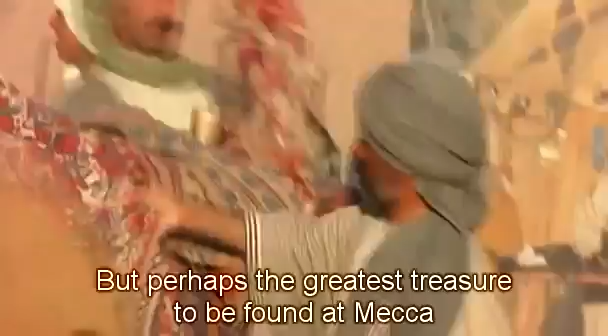 But perhaps the greatest treasure
to be found at Mecca